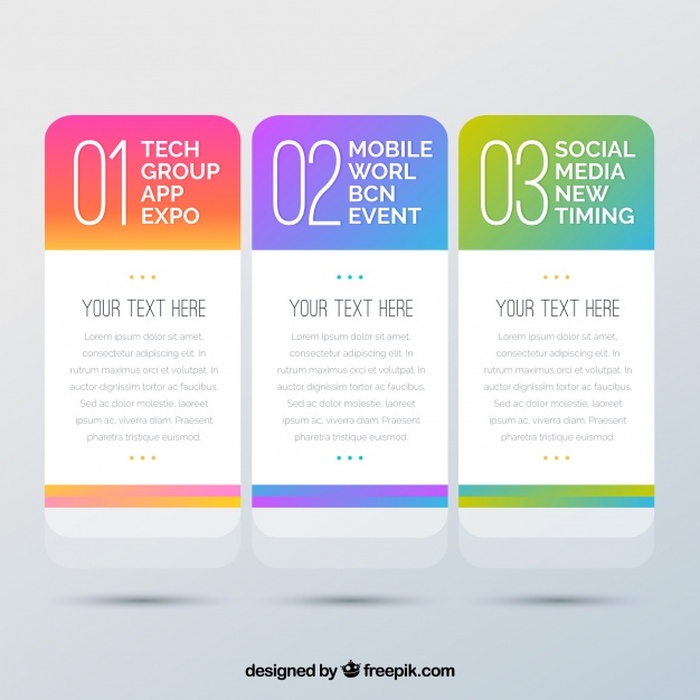 01
TECH
GROUP
APP
EXPO
YOUR TEXT HERE
Lorem ipsum dolor sit amet,
consectetur adipiscing elit. In
rutrum maximus orci et volutpat. In
auctor dignissim tortor ac faucibus.
Sed ac dolor molestie, laoreet
ipsum ac, viverra diam. Praesent
pharetra tristique euismod.
02
MOBILE
WORL
BCN
EVENT
YOUR TEXT HERE
Lorem ipsum dolor sit amet,
consectetur adipiscing elit. In
rutrum maximus orci et volutpat. In
auctor dignissim tortor ac faucibus.
Sed ac dolor molestie, laoreet
ipsum ac, viverra diam. Praesent
pharetra tristique euismod.
03
SOCIAL
MEDIA
NEW
TIMING
YOUR TEXT HERE
Lorem ipsum dolor sit amet,
consectetur adipiscing elit. In
rutrum maximus orci et volutpat. In
auctor dignissim tortor ac faucibus.
Sed ac dolor molestie, laoreet
ipsum ac, viverra diam. Praesent
pharetra tristique euismod.
designed by freepik.com